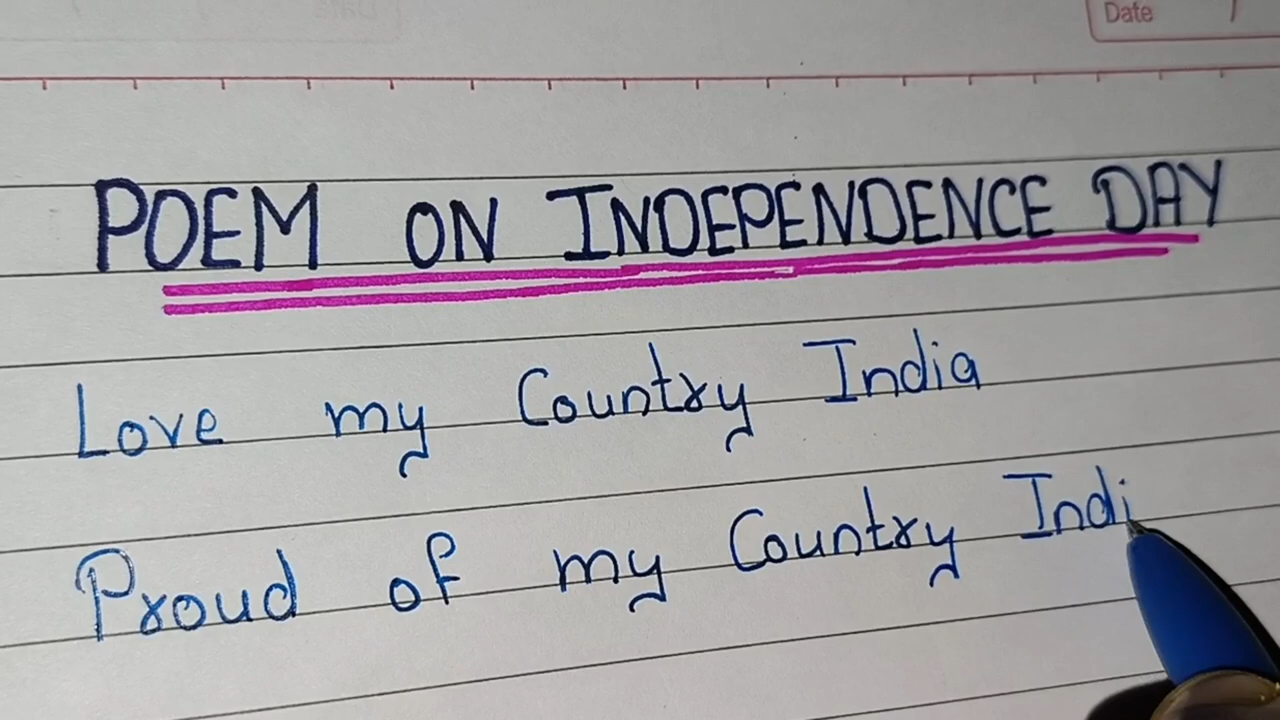 Date
POEM ON INDEPENDENCE DAY
Love my Country India
Proud of my Country Indi